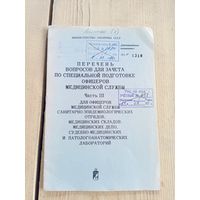 МИНИСТЕРСТВО ОБОРОНЫ СССР
ПЕРЕЧЕНЬ
ВОПРОСОВ ДЛЯ ЗАЧЕТА
ПО СПЕЦИАЛЬНОЙ ПОДГОТОВКЕ
ОФИЦЕРОВ
МЕДИЦИНСКОЙ СЛУЖБЫ
Часть III
ДЛЯ ОФИЦЕРОВ
МЕДИЦИНСКОЙ СЛУЖБЫ
САНИТАРНО-ЭПИДЕМИОЛОГИЧЕСКИХ
ОТРЯДОВ,
МЕДИЦИНСКИХ СКЛАДОВ,
МЕДИЦИНСКИХ ДЕПО,
СУДЕБНО-МЕДИЦИНСКИХ
И ПАТОЛОГОАНАТОМИЧЕСКИХ
ЛАБОРАТОРИЙ